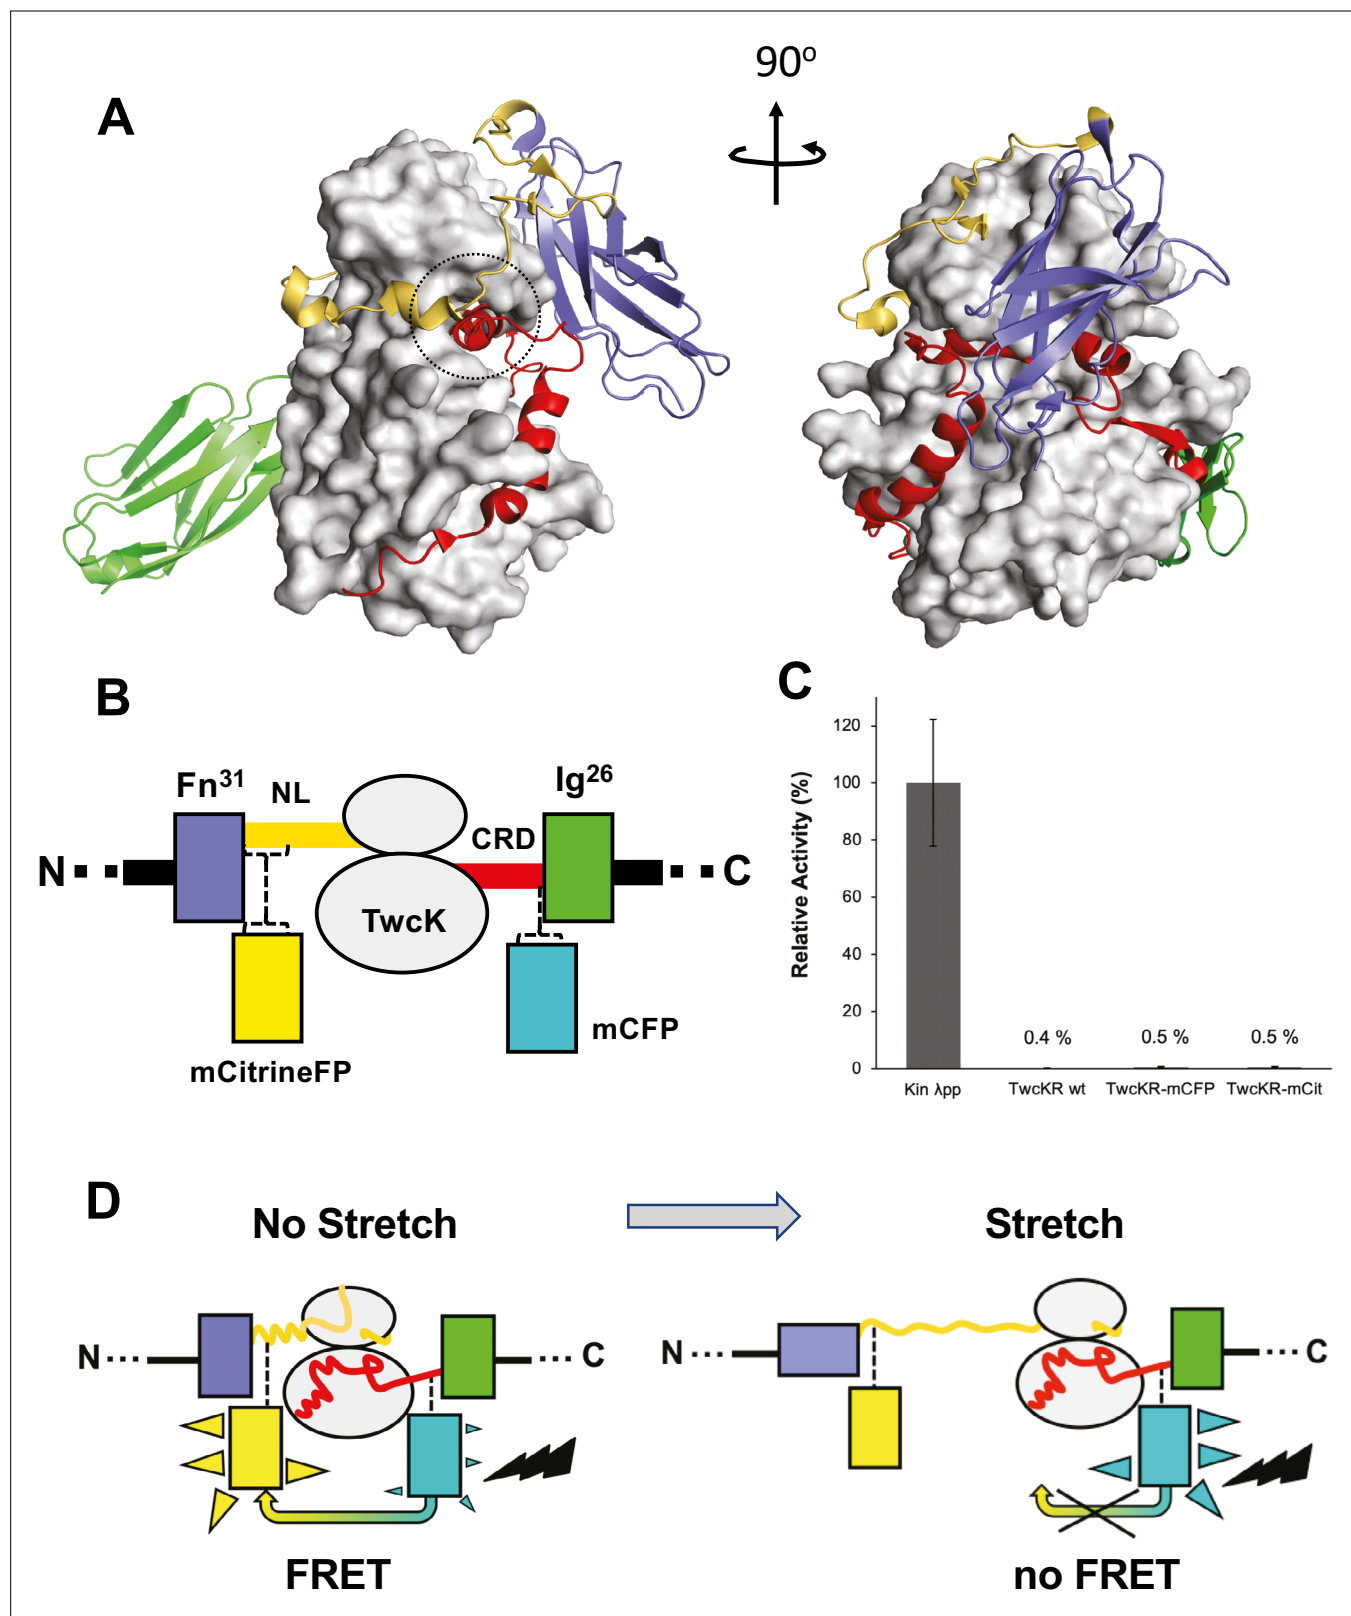 A
90º
B
Fn³¹
NL
Ig²⁶
CRD
N
C
TwcK
mCFP
mCitrineFP
C
Relative Activity (%)
120
100
80
60
40
20
0
0.4 %
0.5 %
0.5 %
Kin λpp
TwcKR wt
TwcKR-mCFP
TwcKR-mCit
D
No Stretch
Stretch
N
C
N
C
FRET
no FRET